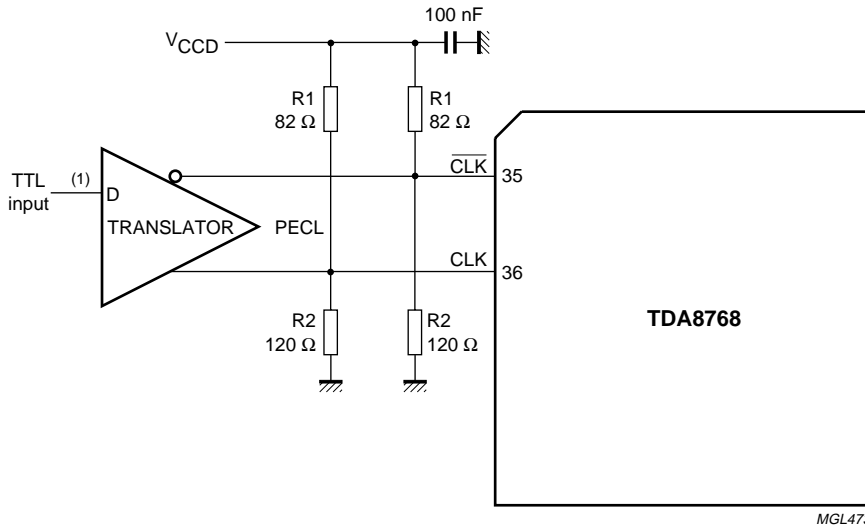 100 nF
VCCD
R1
82 Ω
R1
82 Ω
CLK
35
TTL
input
(1)
D
TRANSLATOR
PECL
CLK
36
R2
120 Ω
R2
120 Ω
TDA8768